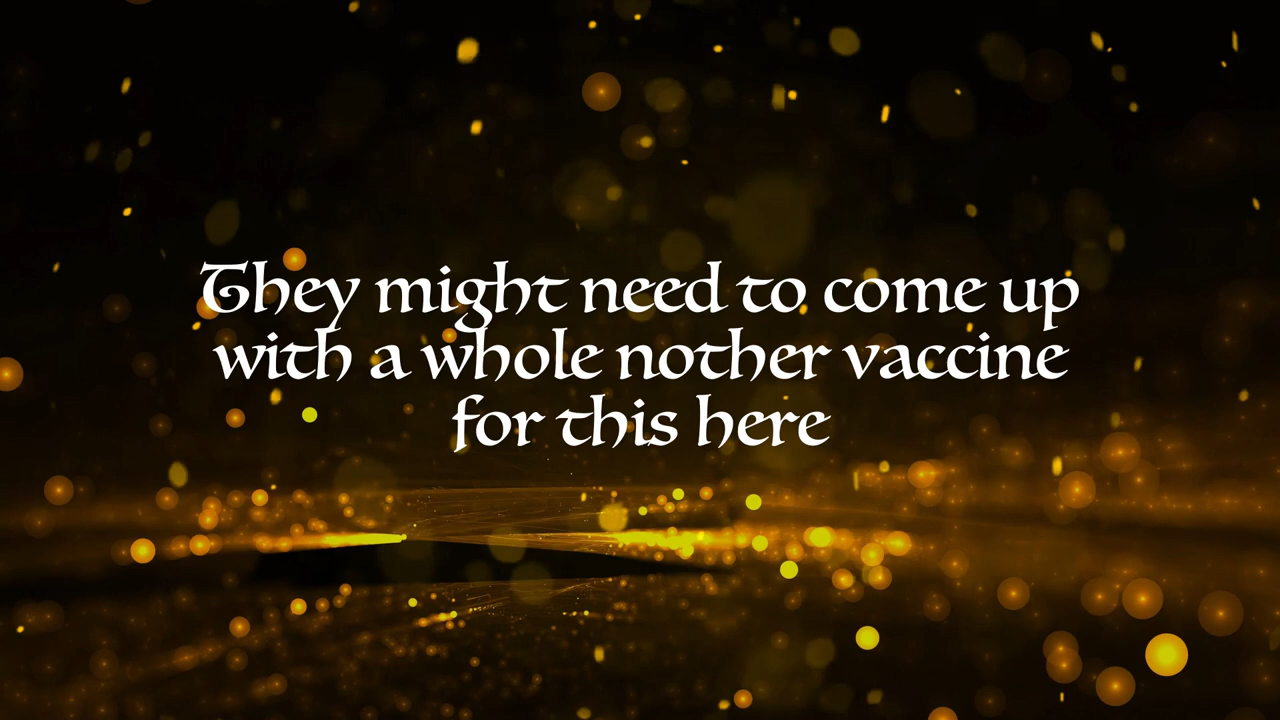 They might need to come up
with a whole nother vaccine
for this here